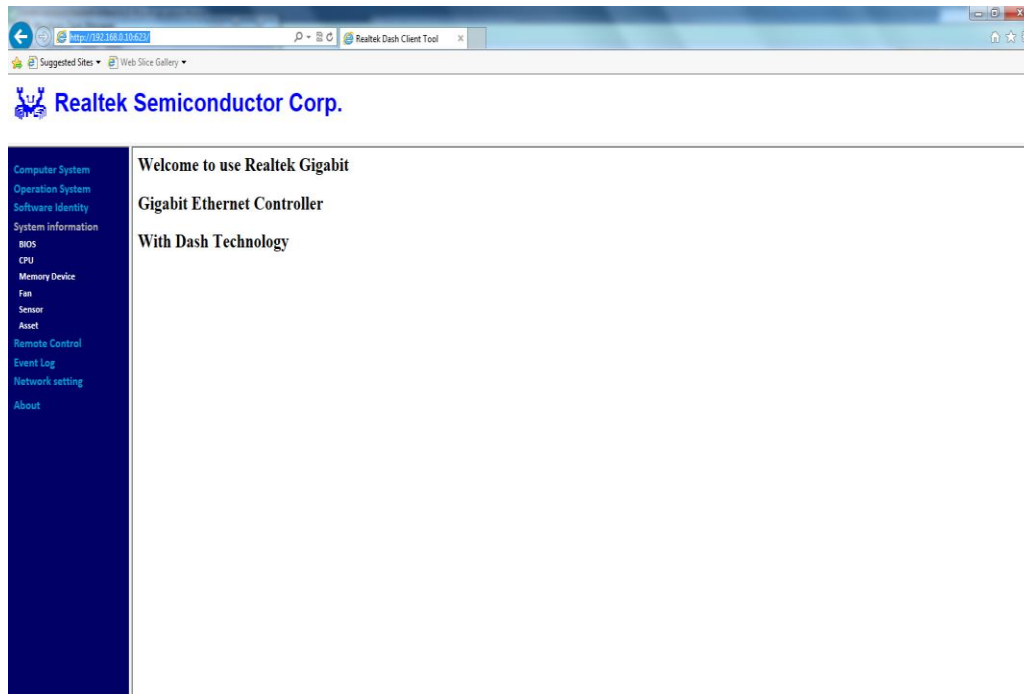 http://192.168.0.10:623/
Realtek Dash Client Tool
Suggested Sites
Web Slice Gallery
Realtek Semiconductor Corp.
Computer System
Operation System
Software Identity
System information
BIOS
CPU
Memory Device
Fan
Sensor
Asset
Remote Control
Event Log
Network setting
About
Welcome to use Realtek Gigabit
Gigabit Ethernet Controller
With Dash Technology